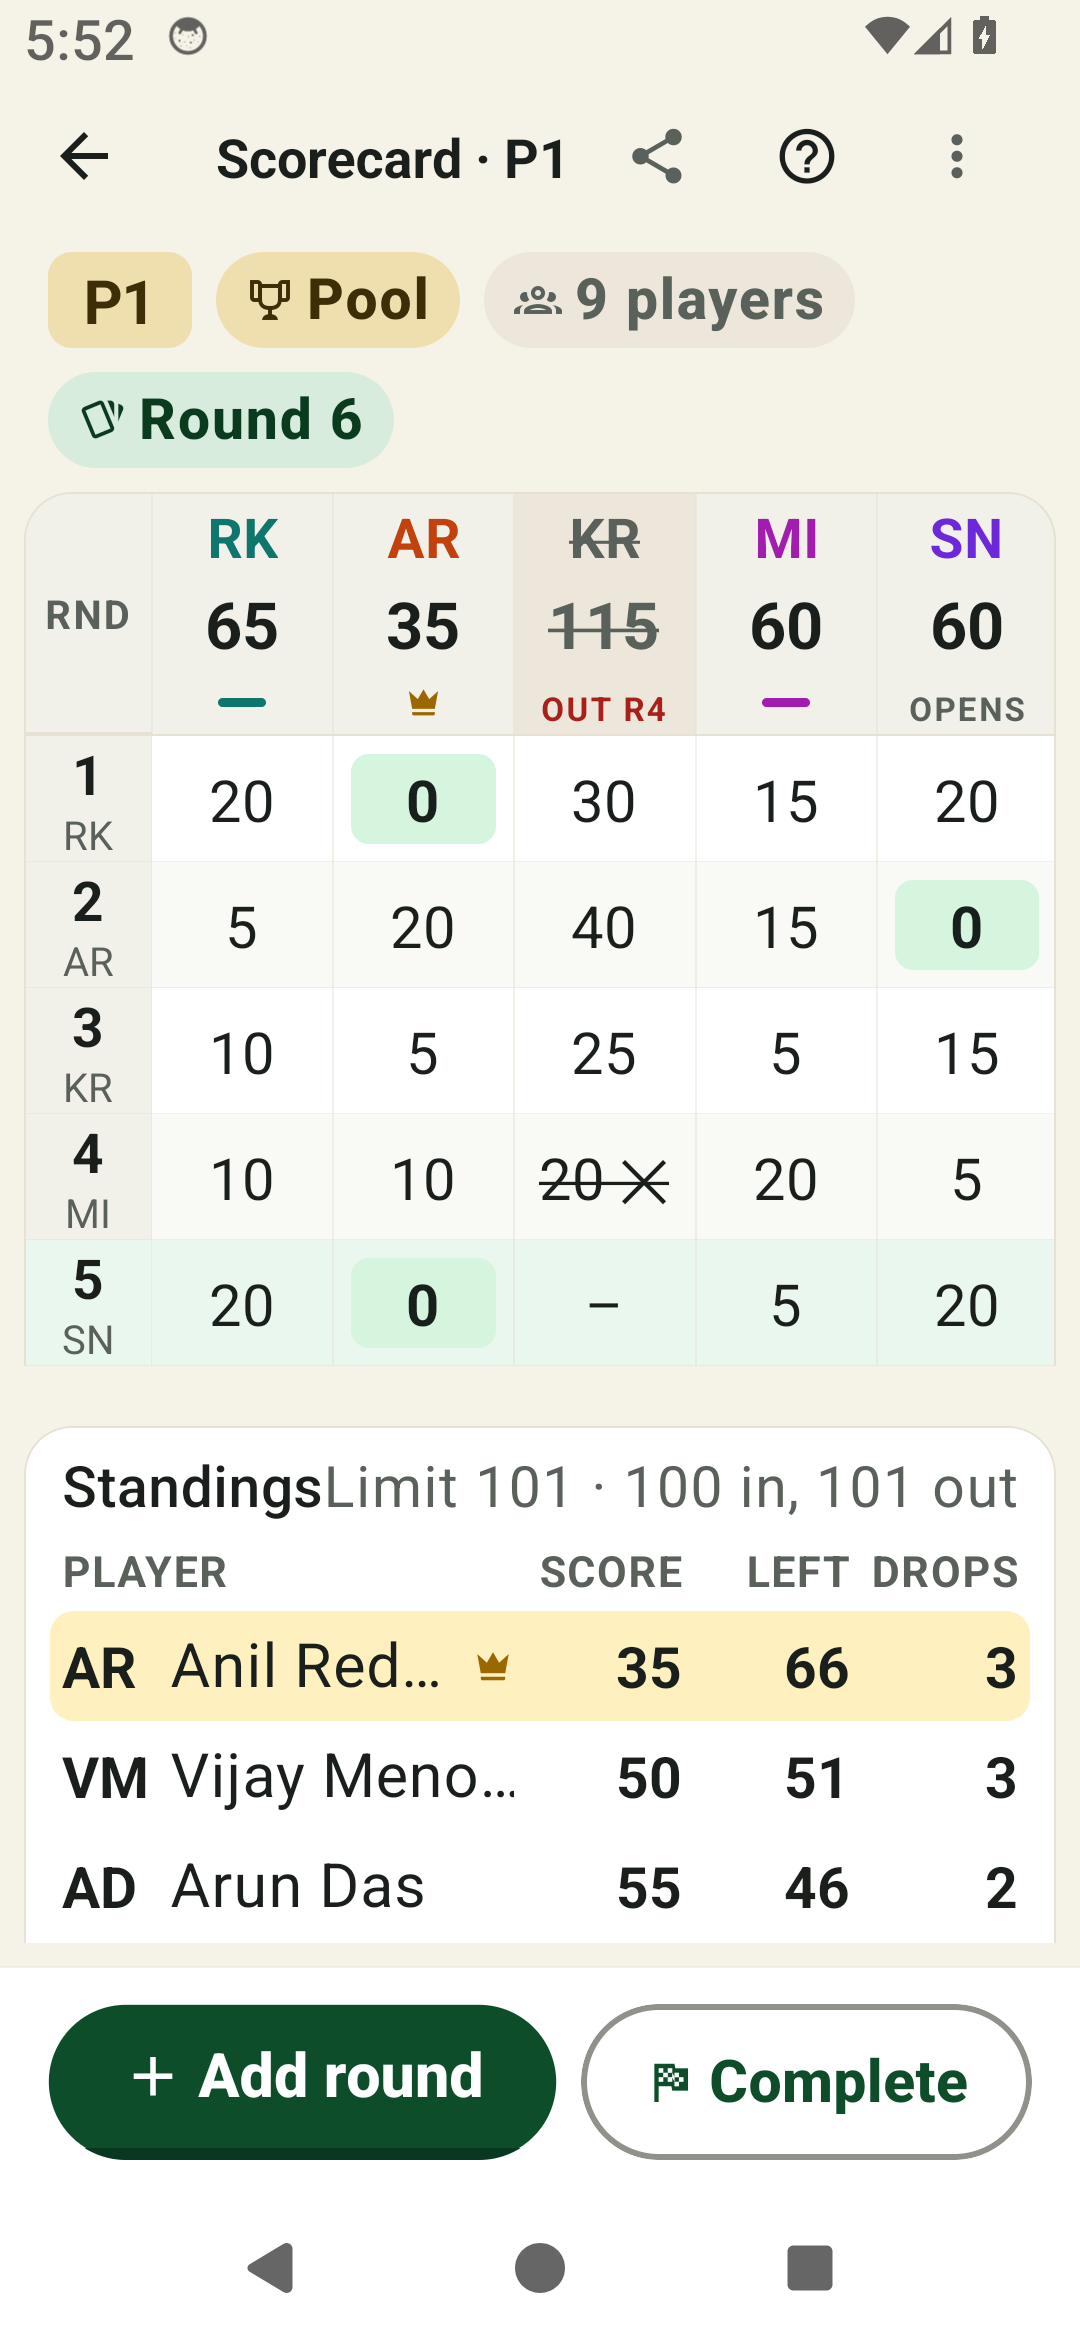 5:52
Scorecard · P1
P1 Pool 9 players
Round 6
RK AR KR MI SN
RND 65 35 115 60 60
OUT R4 OPENS
1 20 0 30 15 20
RK
2 5 20 40 15 0
AR
3 10 5 25 5 15
KR
4 10 10 20 × 20 5
MI
5 20 0 – 5 20
SN
Standings Limit 101 · 100 in, 101 out
PLAYER SCORE LEFT DROPS
AR Anil Red... 35 66 3
VM Vijay Meno... 50 51 3
AD Arun Das 55 46 2
+ Add round Complete